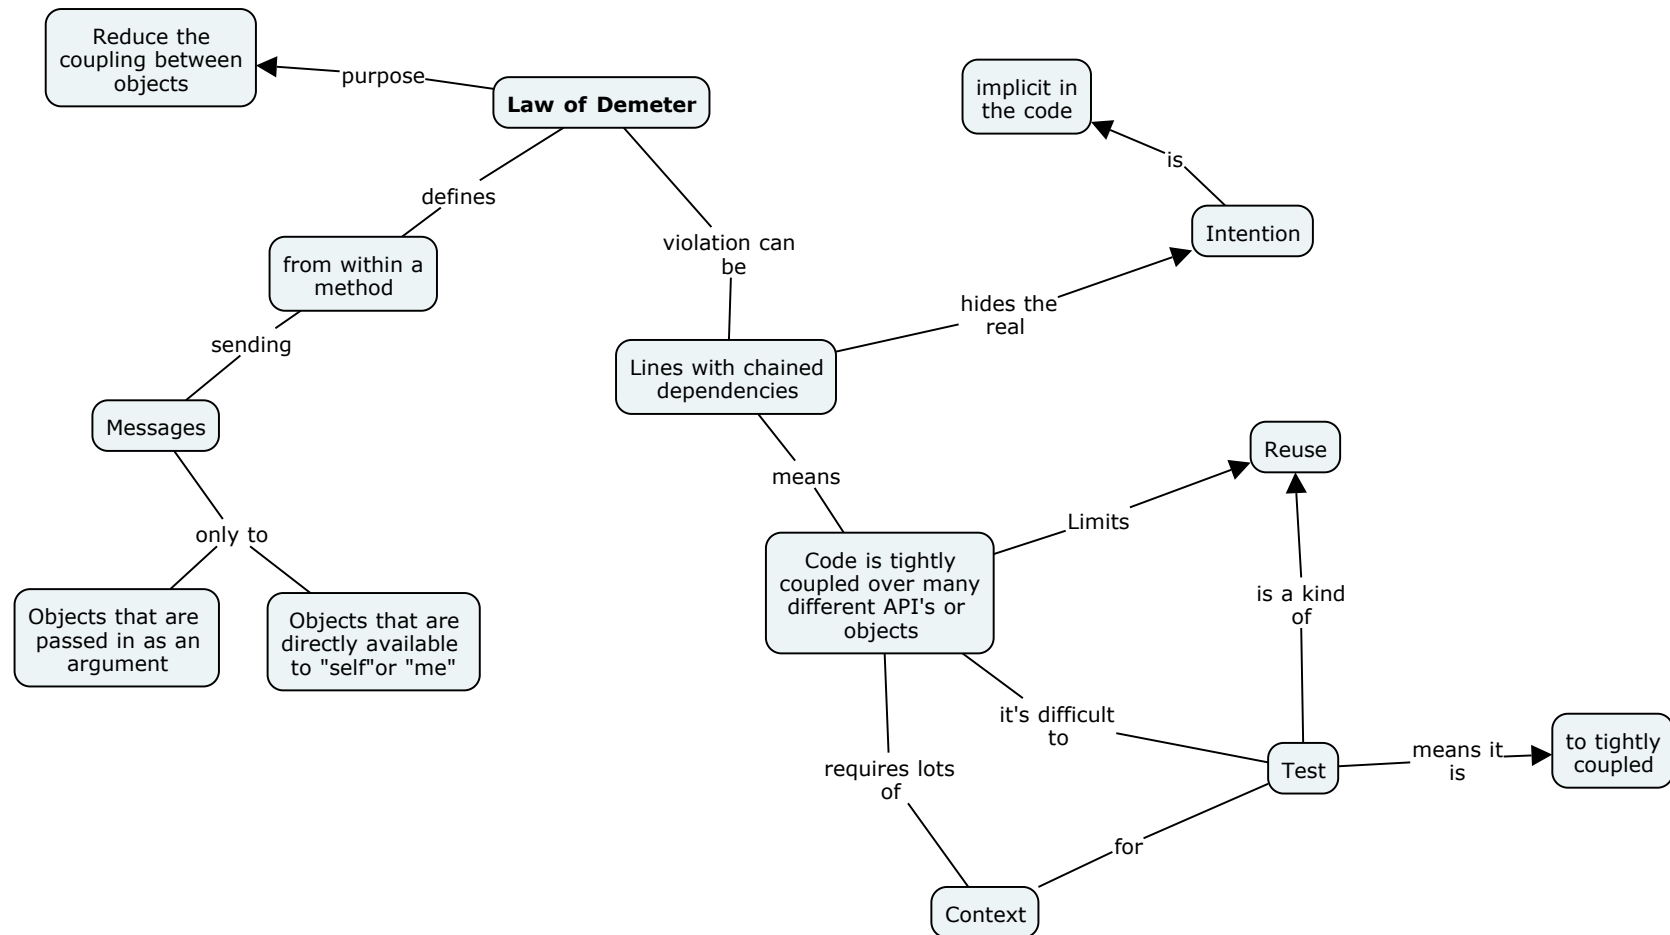 Reduce the
coupling between
objects
purpose
Law of Demeter
implicit in
the code
is
Intention
defines
violation can
be
from within a
method
hides the
real
sending
Lines with chained
dependencies
Messages
means
Reuse
Limits
only to
Code is tightly
coupled over many
different API's or
objects
is a kind
of
Objects that are
passed in as an
argument
Objects that are
directly available
to "self"or "me"
it's difficult
to
requires lots
of
Test
means it
is
to tightly
coupled
for
Context